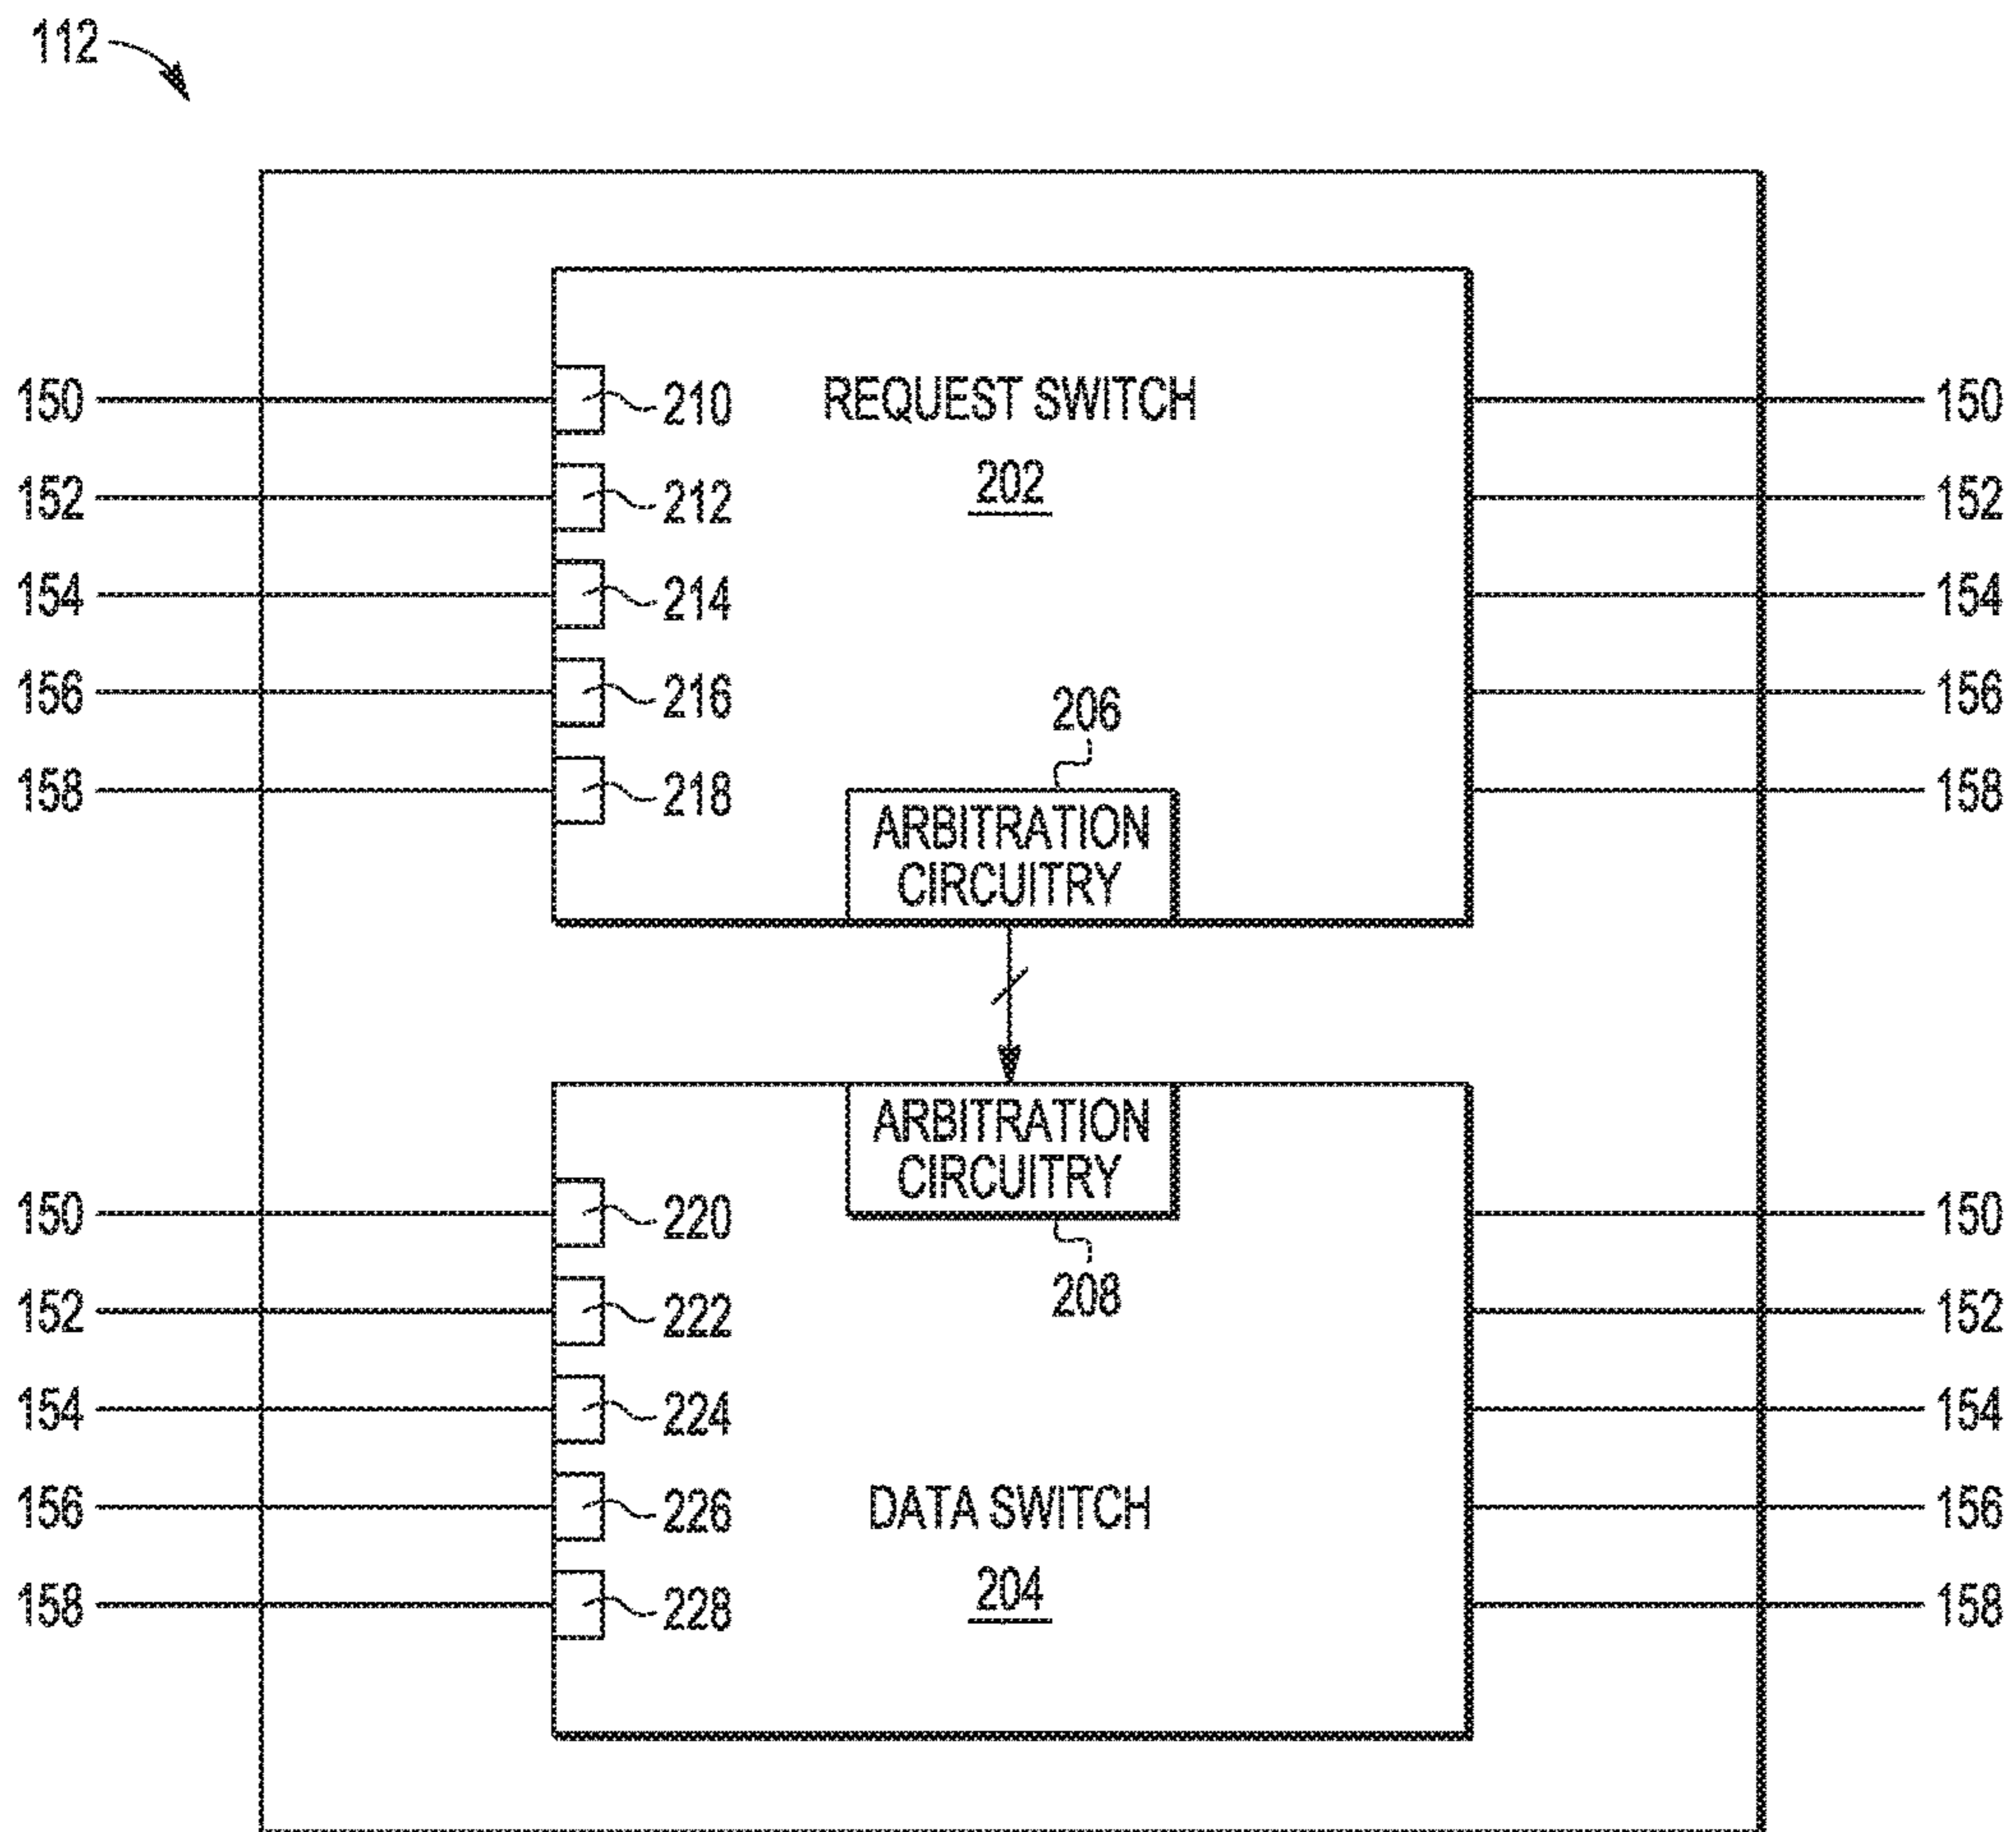 112
150 210 REQUEST SWITCH 150
152 212 202 152
154 214 154
156 216 206 156
158 218 158
ARBITRATION
CIRCUITRY
ARBITRATION
CIRCUITRY
150 220 150
152 222 208 152
154 224 154
156 226 DATA SWITCH 156
158 228 204 158